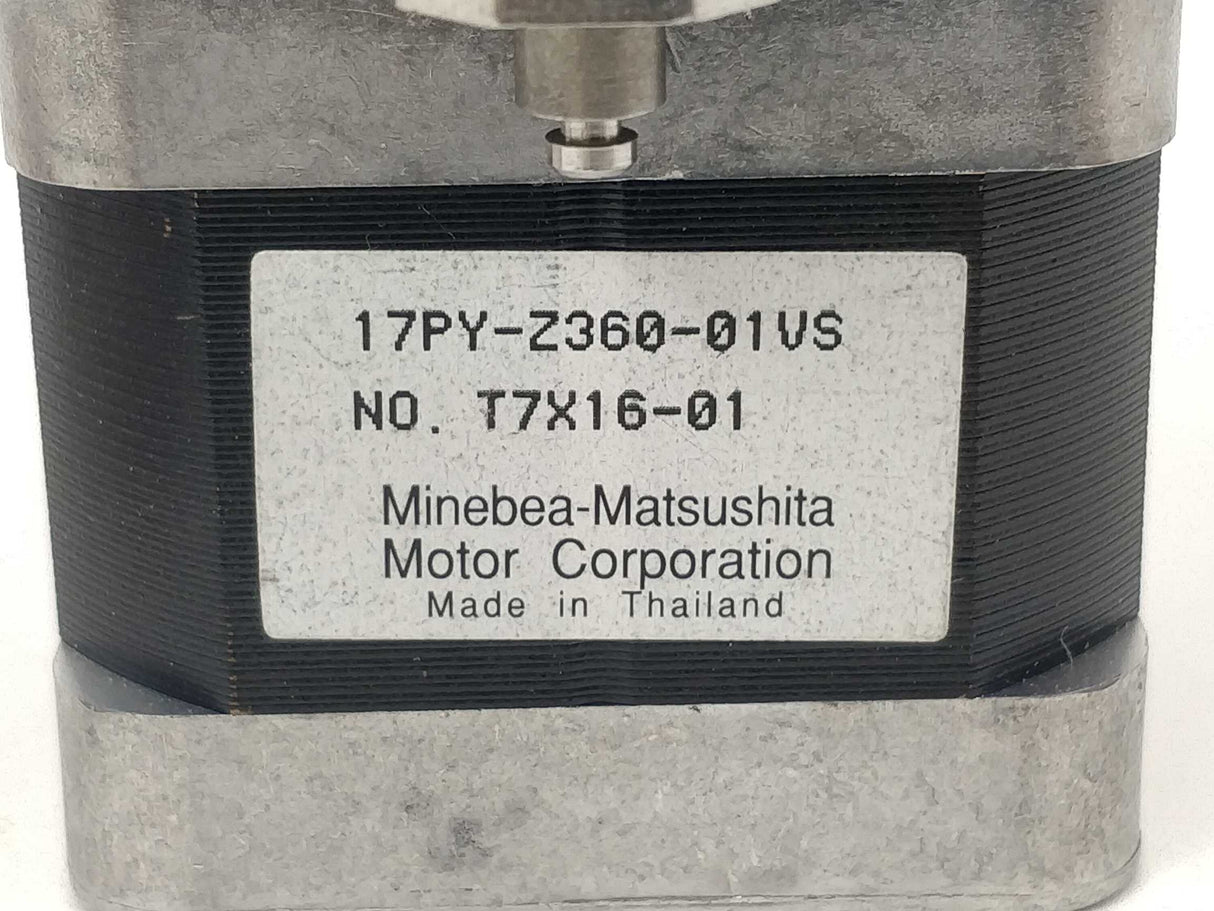 17PY-Z360-01VS
NO. T7X16-01
Minebea-Matsushita
Motor Corporation
Made in Thailand